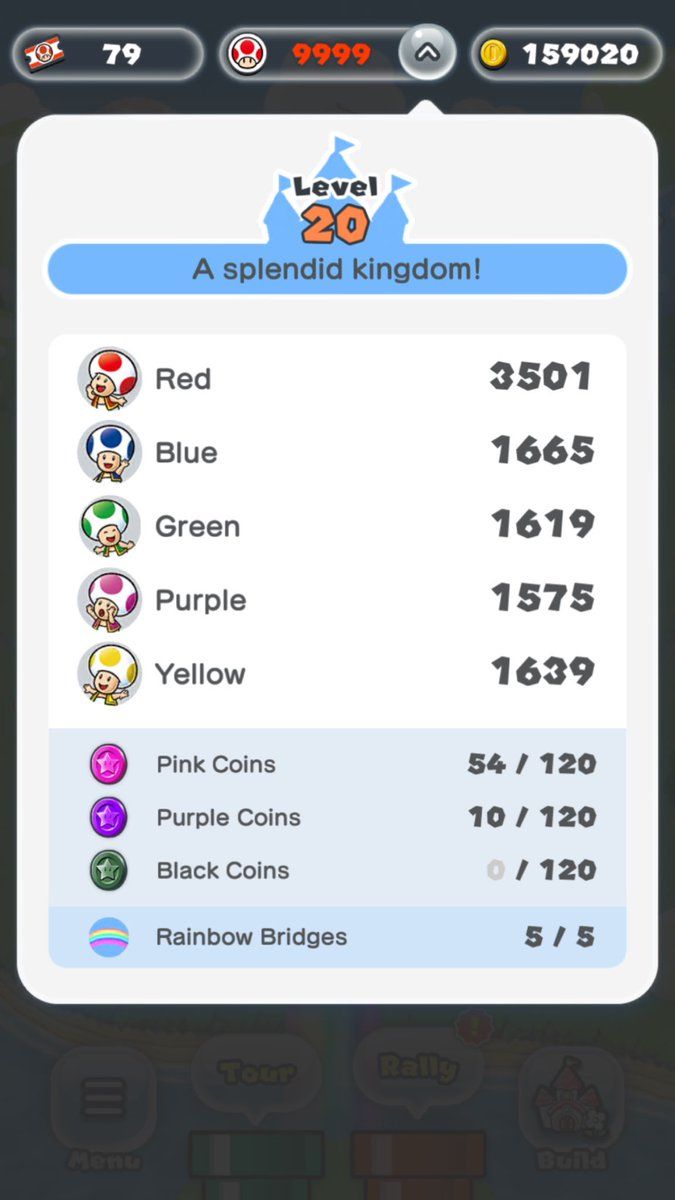 79 9999 159020
Level
20
A splendid kingdom!
Red 3501
Blue 1665
Green 1619
Purple 1575
Yellow 1639
Pink Coins 54 / 120
Purple Coins 10 / 120
Black Coins 0 / 120
Rainbow Bridges 5 / 5
Tour Rally
Menu Build